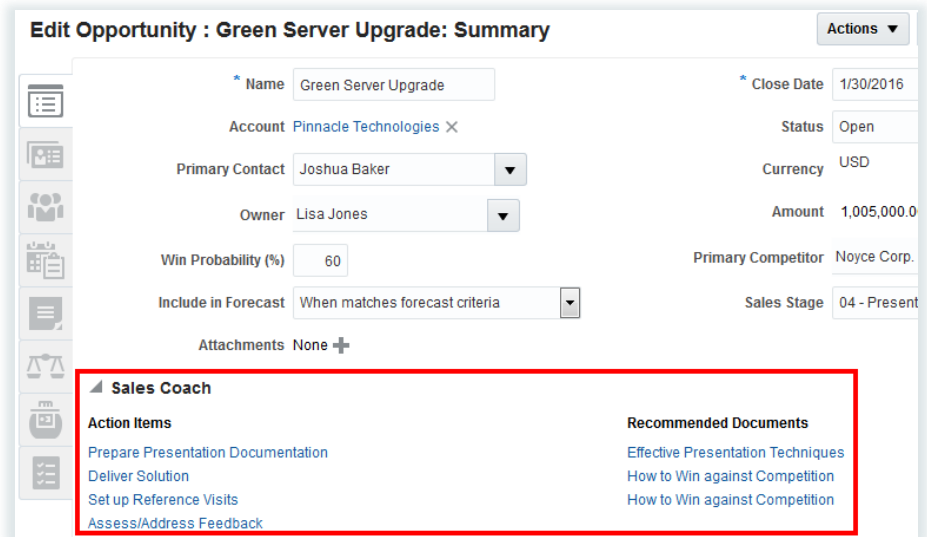 Edit Opportunity : Green Server Upgrade: Summary
Actions
* Name Green Server Upgrade
* Close Date 1/30/2016
Account Pinnacle Technologies
Status Open
Primary Contact Joshua Baker
Currency USD
Owner Lisa Jones
Amount 1,005,000.0
Win Probability (%) 60
Primary Competitor Noyce Corp.
Include in Forecast When matches forecast criteria
Sales Stage 04 - Present
Attachments None
Sales Coach
Action Items
Recommended Documents
Prepare Presentation Documentation
Effective Presentation Techniques
Deliver Solution
How to Win against Competition
Set up Reference Visits
How to Win against Competition
Assess/Address Feedback